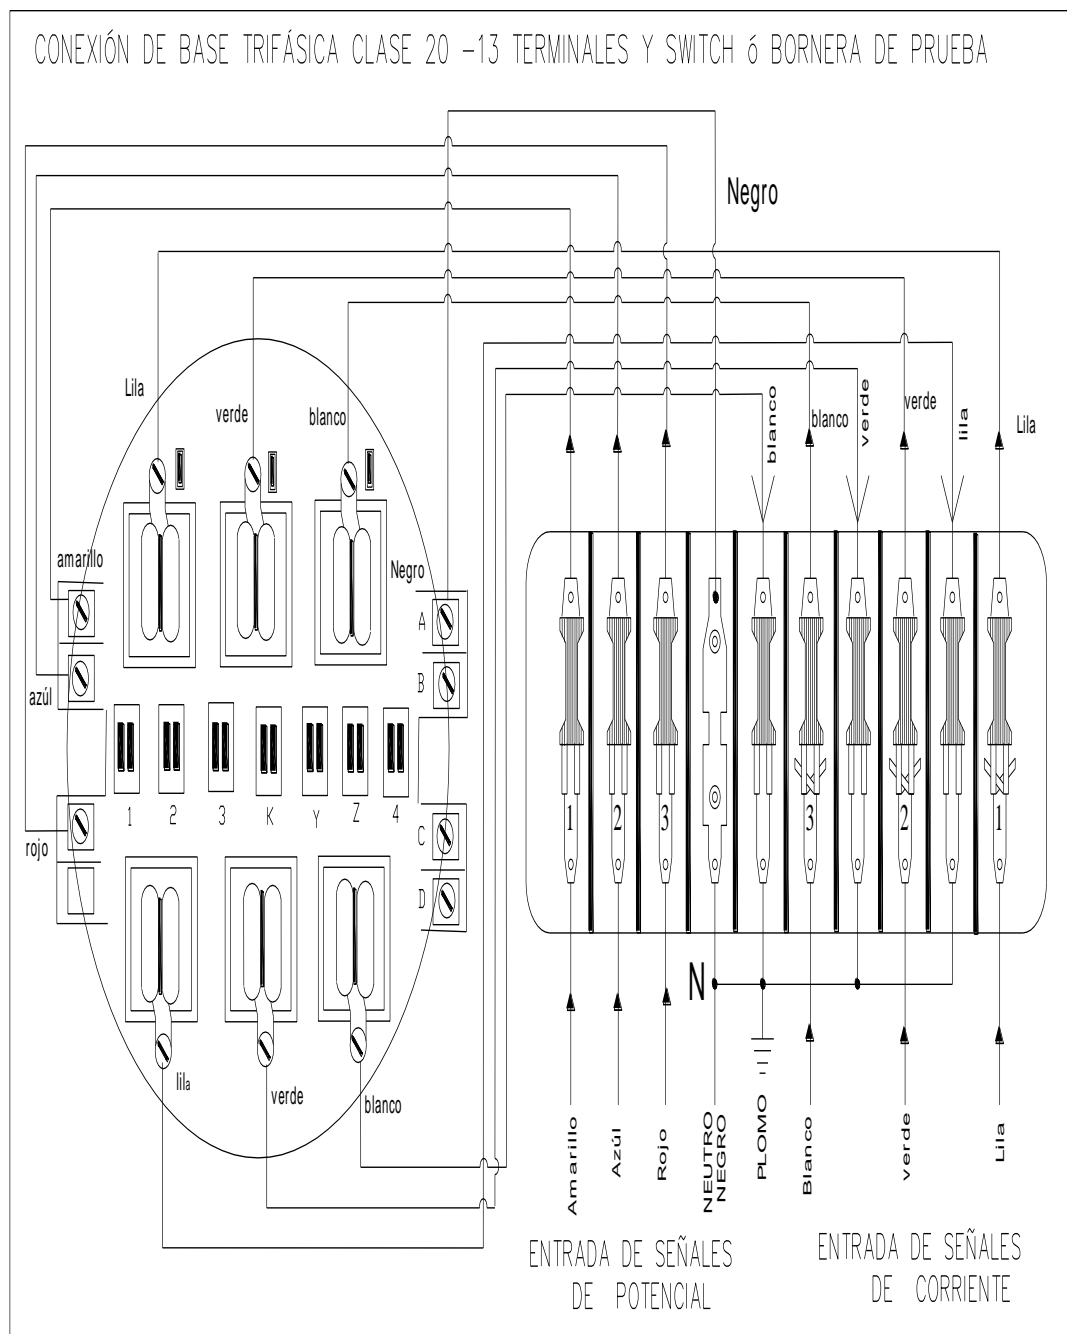 CONEXIÓN DE BASE TRIFÁSICA CLASE 20 -13 TERMINALES Y SWITCH ó BORNERA DE PRUEBA
Negro
Lila
verde
blanco
amarillo
azúl
rojo
Negro
A
B
C
D
1 2 3 K Y Z 4
lila
verde
blanco
blanco
blanco
verde
verde
lila
Lila
1 2 3 3 2 1
N
Amarillo
Azúl
Rojo
NEUTRO
NEGRO
PLOMO
Blanco
verde
Lila
ENTRADA DE SEÑALES
DE POTENCIAL
ENTRADA DE SEÑALES
DE CORRIENTE